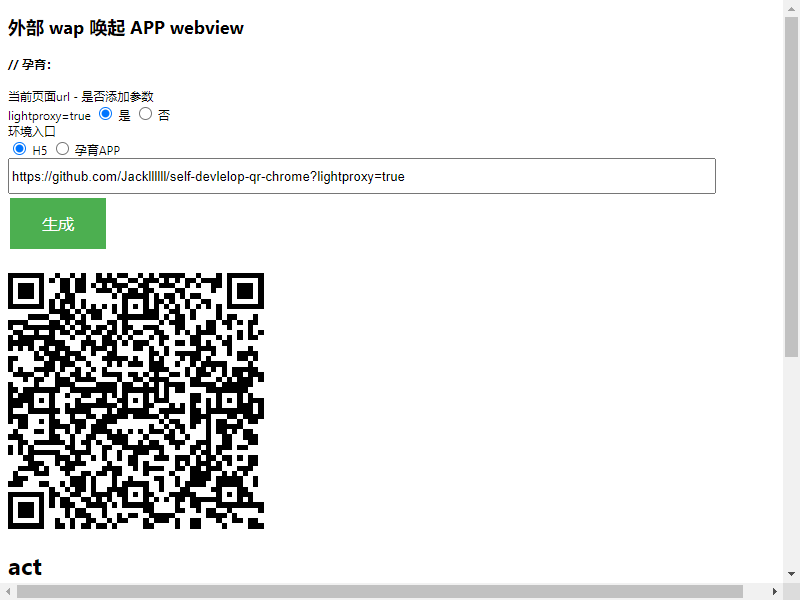 外部 wap 唤起 APP webview
// 孕育：
当前页面url - 是否添加参数
lightproxy=true 是 否
环境入口
H5 孕育APP
https://github.com/Jackllllll/self-devlelop-qr-chrome?lightproxy=true
生成
act